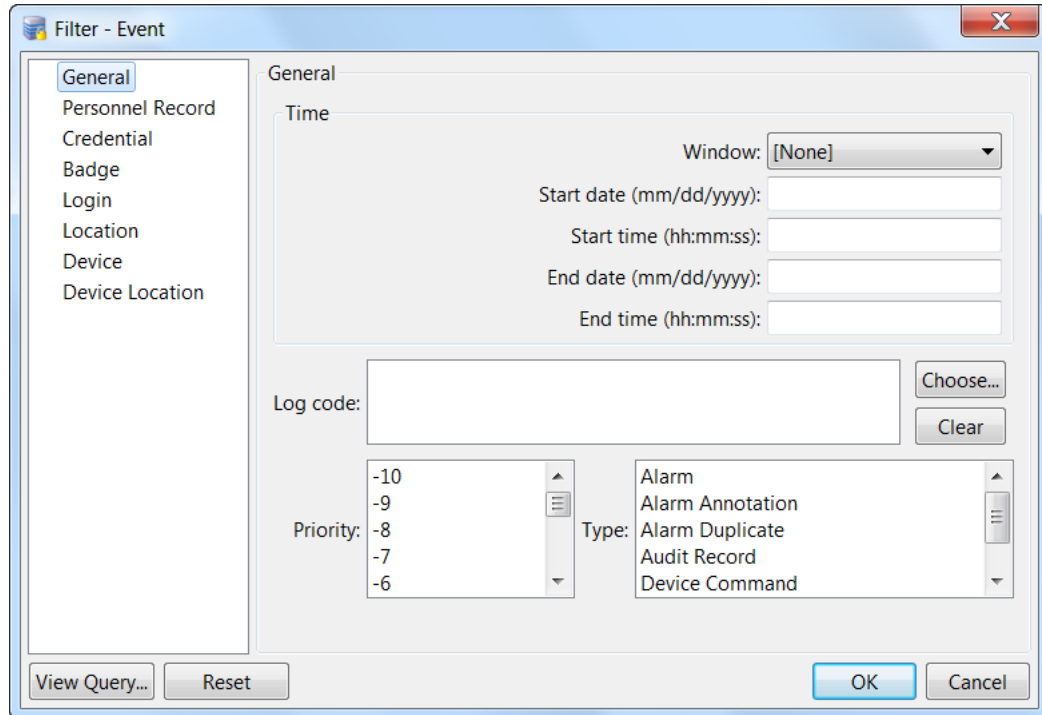 Filter - Event
General
Personnel Record
Credential
Badge
Login
Location
Device
Device Location
General
Time
Window: [None]
Start date (mm/dd/yyyy):
Start time (hh:mm:ss):
End date (mm/dd/yyyy):
End time (hh:mm:ss):
Log code:
Choose...
Clear
Priority:
-10
-9
-8
-7
-6
Type:
Alarm
Alarm Annotation
Alarm Duplicate
Audit Record
Device Command
View Query... Reset OK Cancel